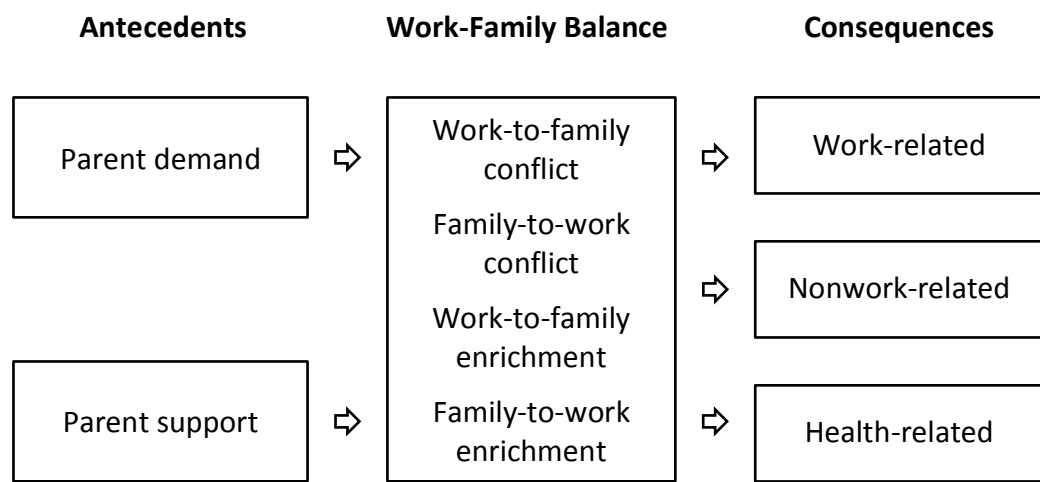 Antecedents
Work-Family Balance
Consequences
Parent demand
Parent support
Work-to-family
conflict
Family-to-work
conflict
Work-to-family
enrichment
Family-to-work
enrichment
Work-related
Nonwork-related
Health-related